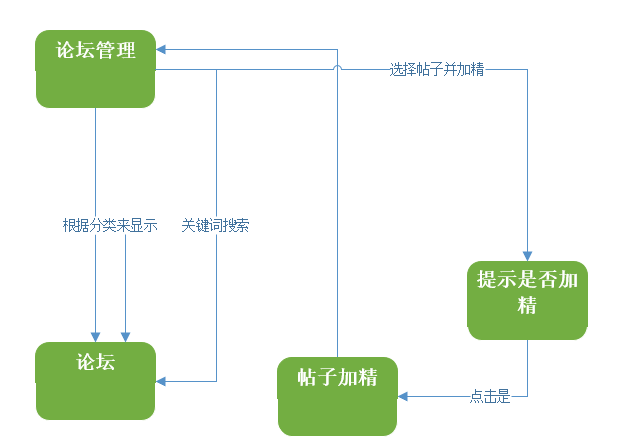 论坛管理
选择帖子并加精
根据分类来显示
关键词搜索
提示是否加
精
论坛
帖子加精
点击是